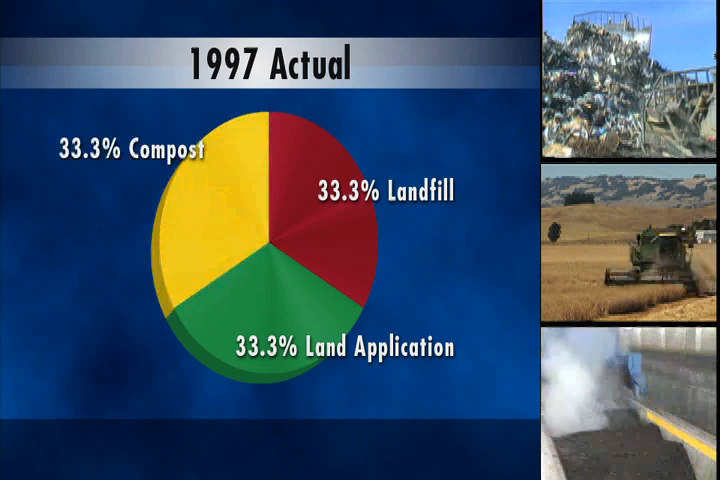 1997 Actual
33.3% Compost
33.3% Landfill
33.3% Land Application